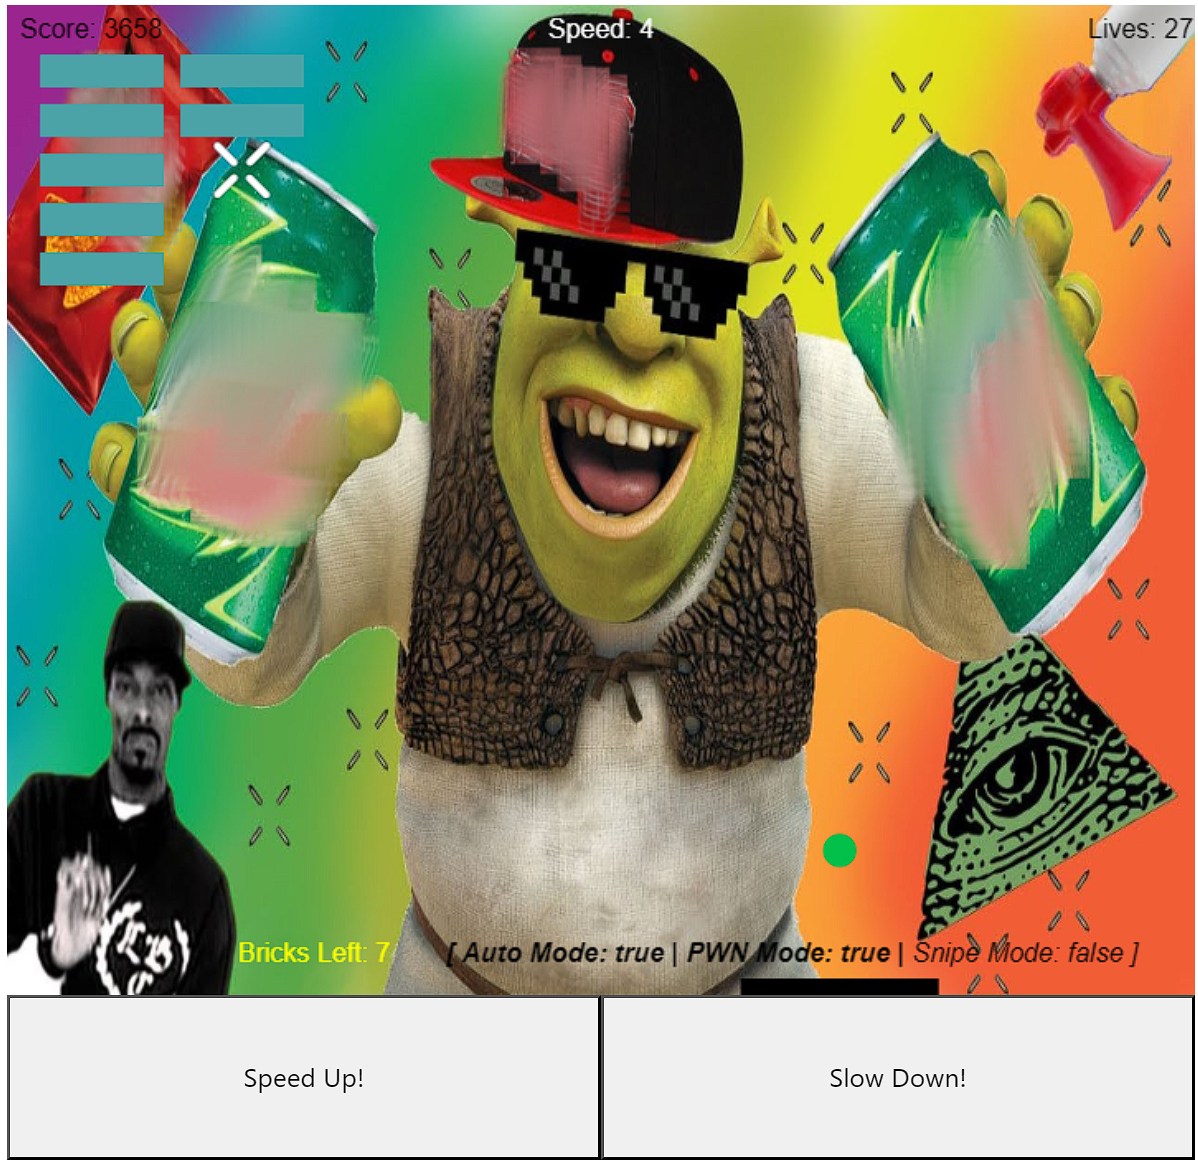 Score: 3658
Speed: 4
Lives: 27
Bricks Left: 7
[ Auto Mode: true | PWN Mode: true | Snipe Mode: false ]
Speed Up!
Slow Down!